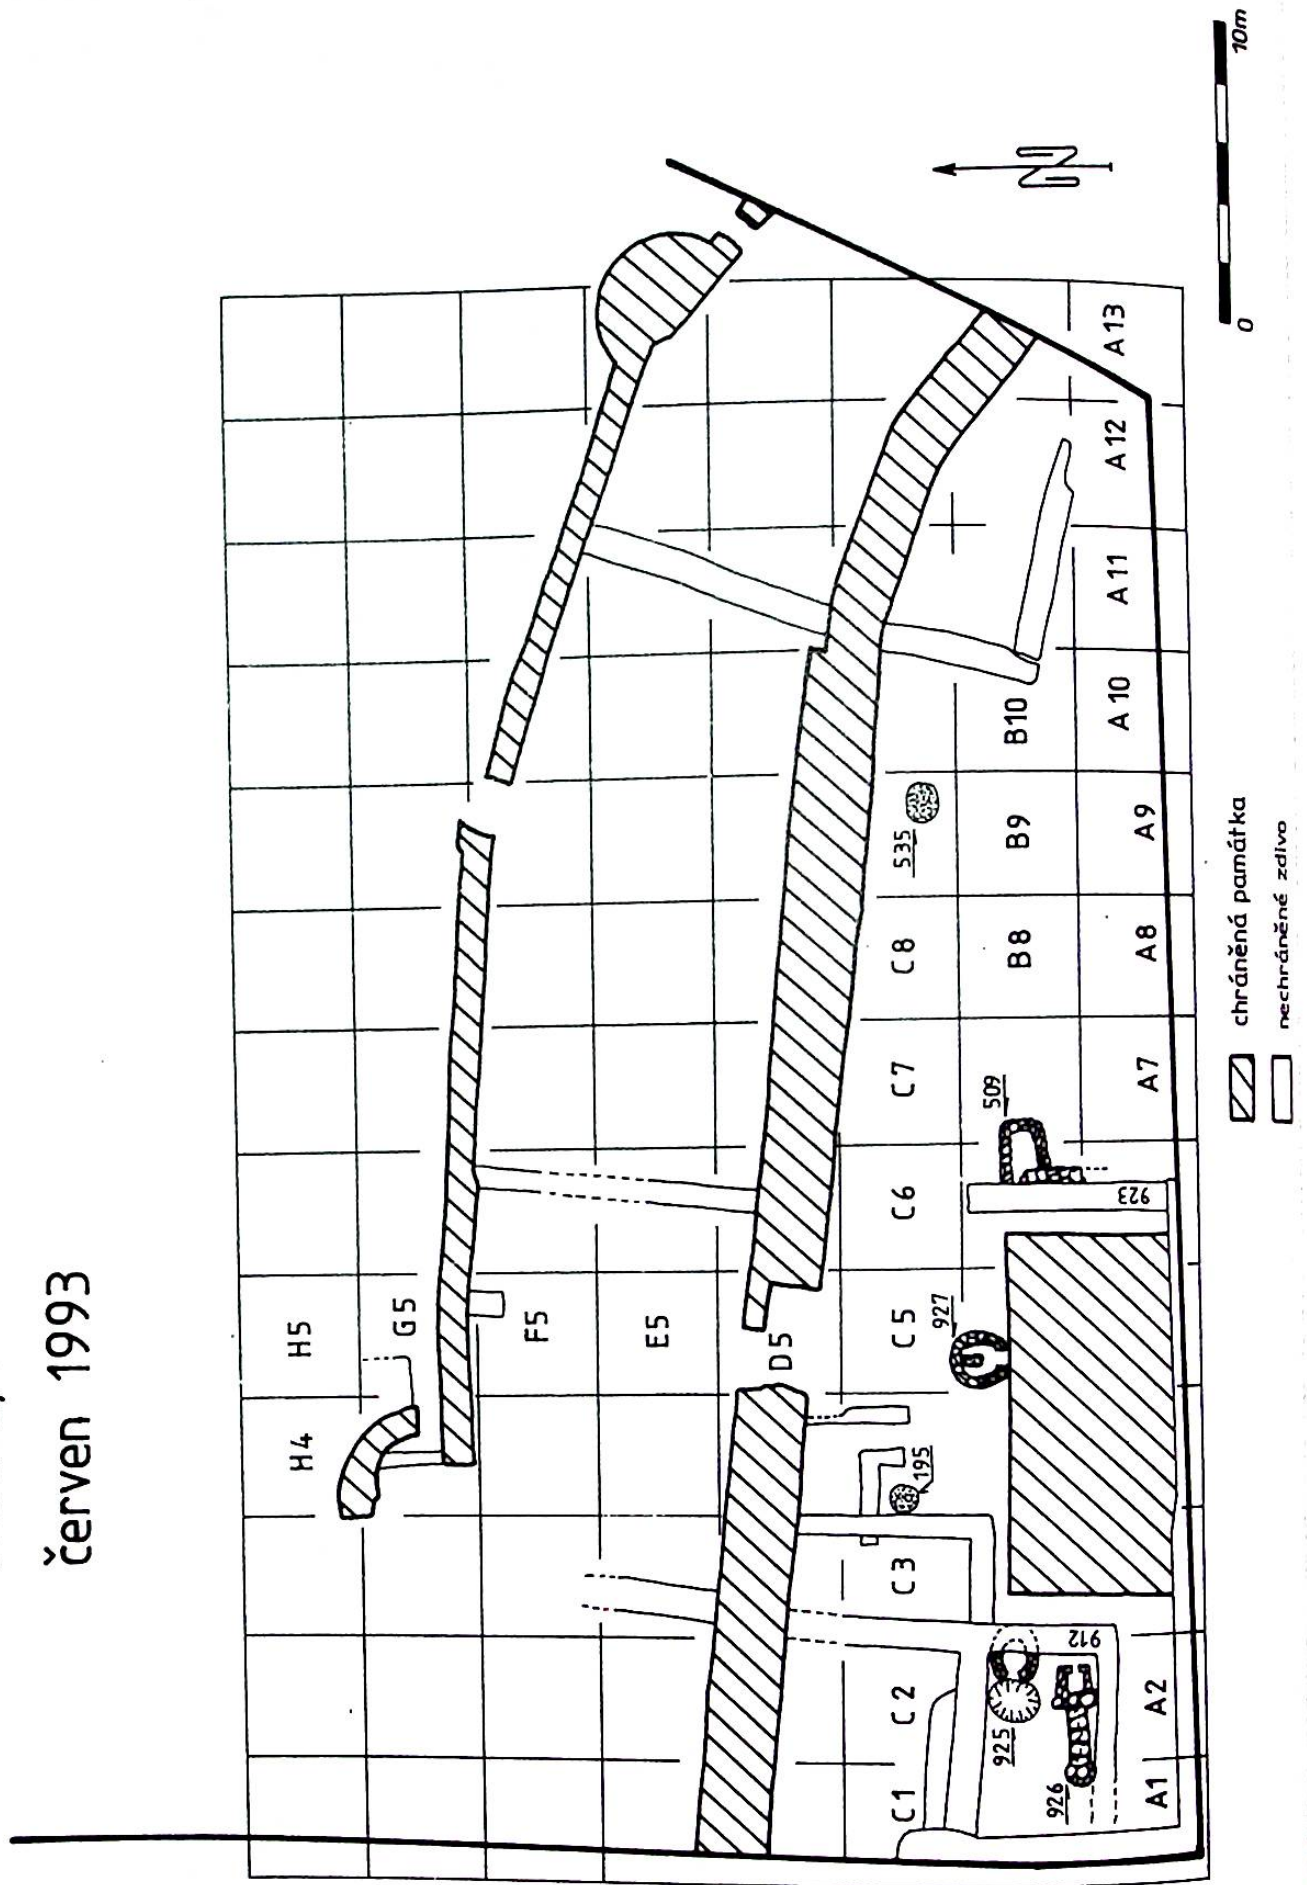 červen 1993
H4
H5
G5
F5
E5
D5
C1
C2
C3
C5
C6
C7
C8
B8
B9
B10
A1
A2
A7
A8
A9
A10
A11
A12
A13
195
509
535
912
923
925
926
927
N
0
10m
chráněná památka
nechráněné zdivo